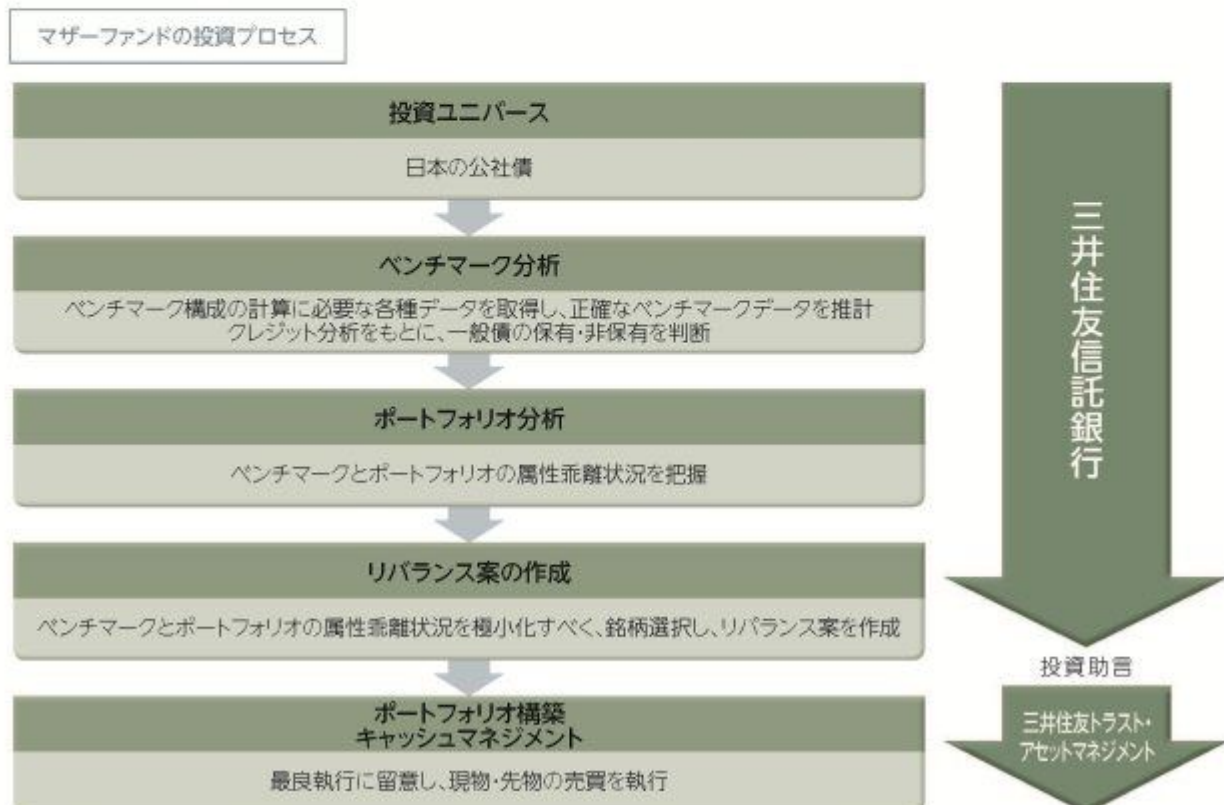 マザーファンドの投資プロセス
投資ユニバース
日本の公社債
ベンチマーク分析
ベンチマーク構成の計算に必要な各種データを取得し、正確なベンチマークデータを推計
クレジット分析をもとに、一般債の保有・非保有を判断
ポートフォリオ分析
ベンチマークとポートフォリオの属性乖離状況を把握
リバランス案の作成
ベンチマークとポートフォリオの属性乖離状況を極小化すべく、銘柄選択し、リバランス案を作成
ポートフォリオ構築
キャッシュマネジメント
最良執行に留意し、現物・先物の売買を執行
三井住友信託銀行
投資助言
三井住友トラスト・
アセットマネジメント